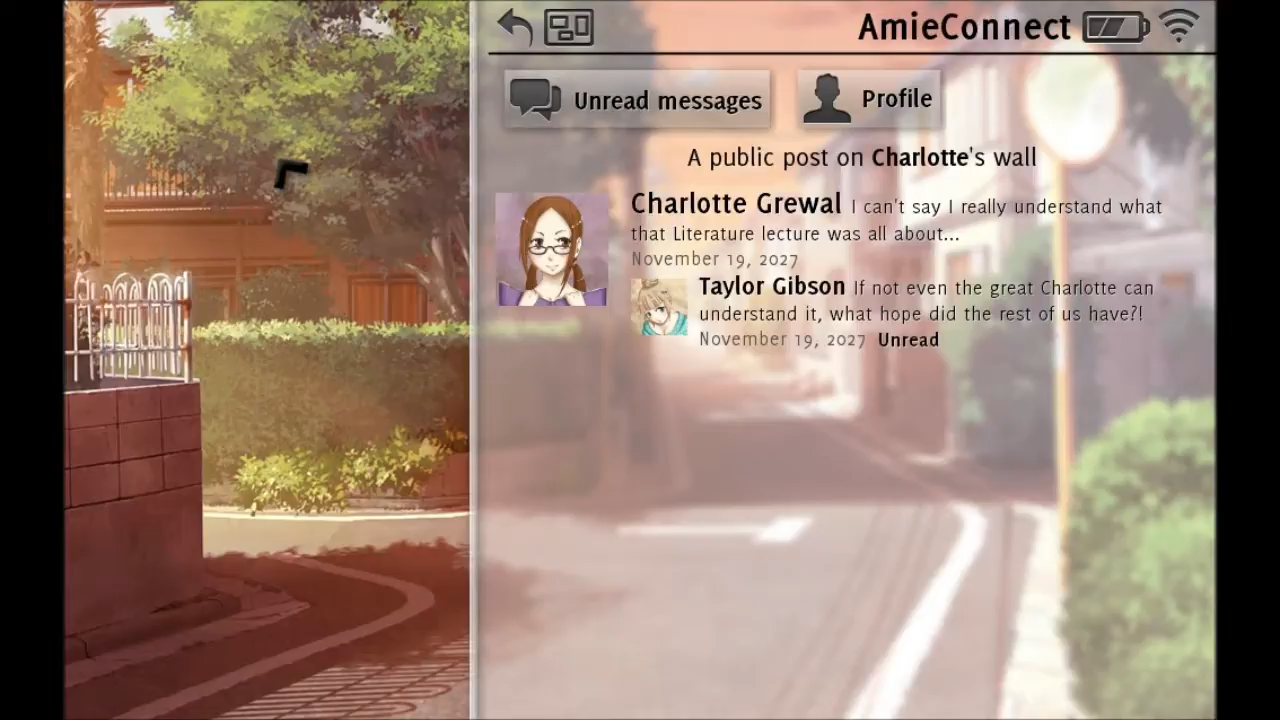 AmieConnect
Unread messages
Profile
A public post on Charlotte's wall
Charlotte Grewal I can't say I really understand what
that Literature lecture was all about...
November 19, 2027
Taylor Gibson If not even the great Charlotte can
understand it, what hope did the rest of us have?!
November 19, 2027 Unread